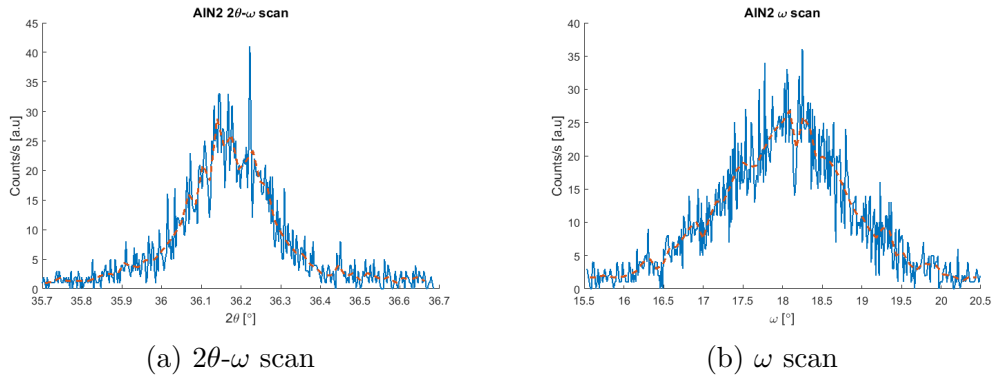 AlN2 2θ-ω scan
Counts/s [a.u]
45
40
35
30
25
20
15
10
5
0
35.7 35.8 35.9 36 36.1 36.2 36.3 36.4 36.5 36.6 36.7
2θ [°]
(a) 2θ-ω scan
AlN2 ω scan
Counts/s [a.u]
40
35
30
25
20
15
10
5
0
15.5 16 16.5 17 17.5 18 18.5 19 19.5 20 20.5
ω [°]
(b) ω scan